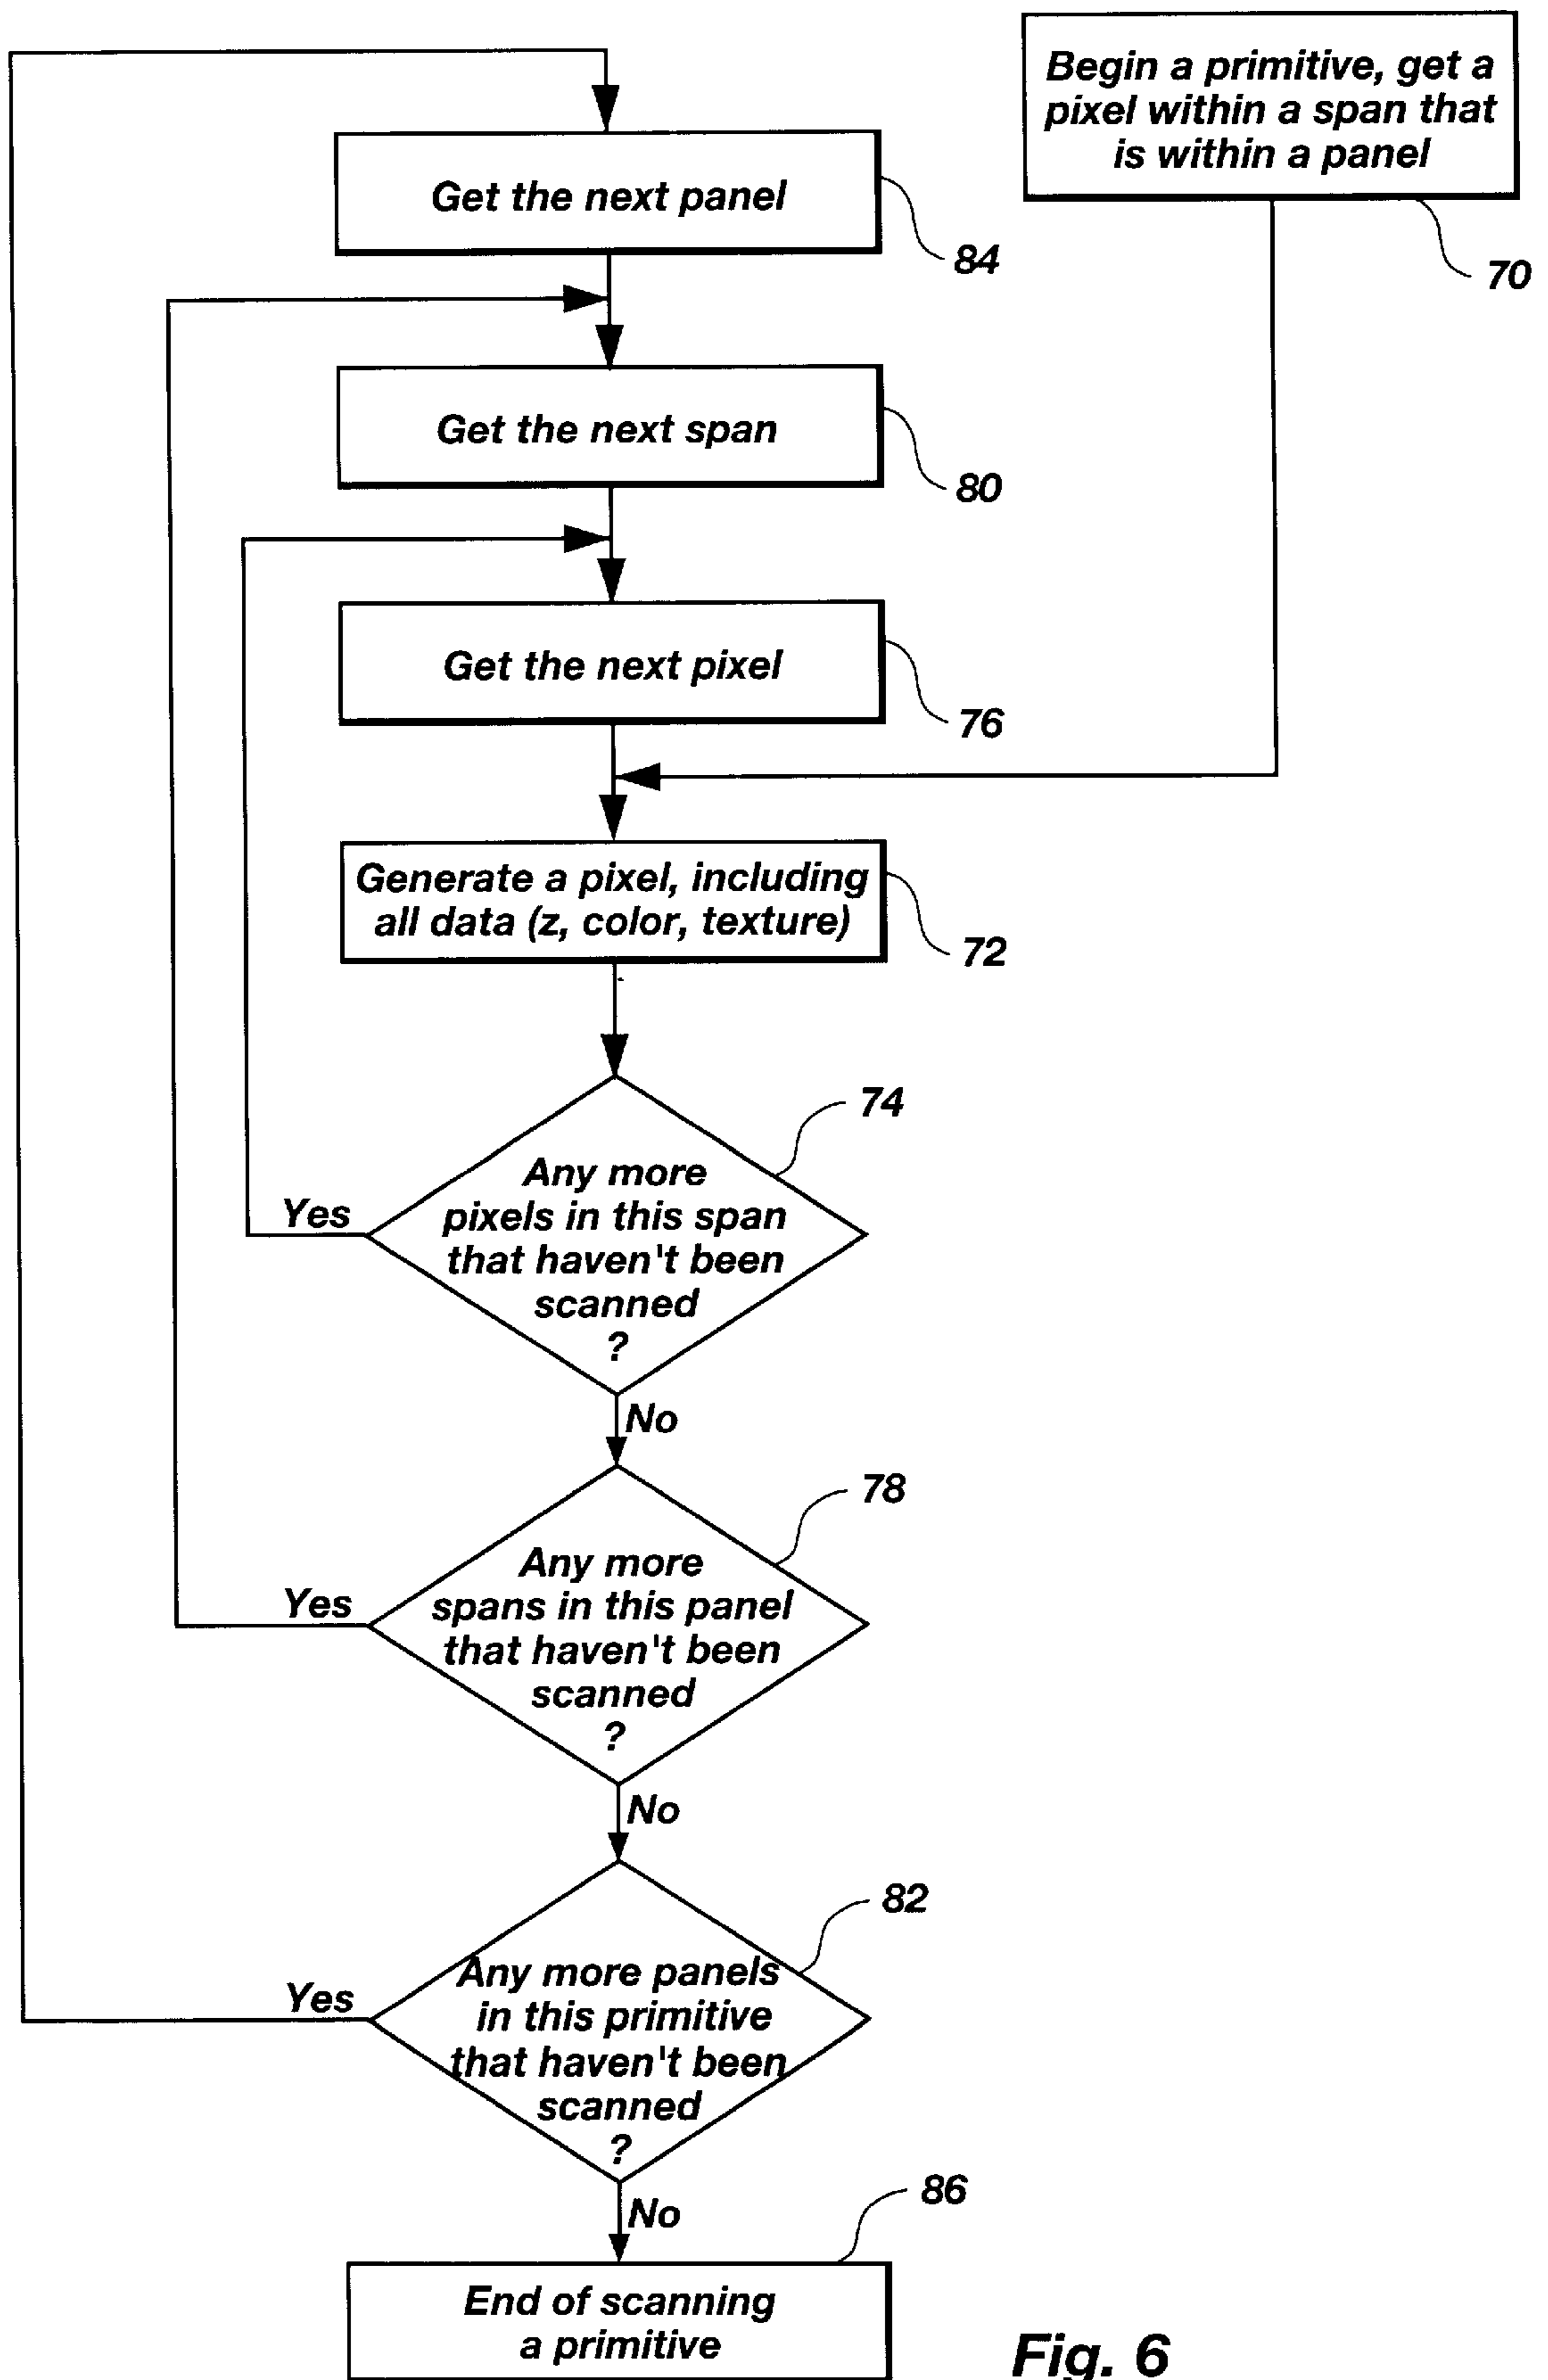 Begin a primitive, get a
pixel within a span that
is within a panel
70
Get the next panel
84
Get the next span
80
Get the next pixel
76
Generate a pixel, including
all data (z, color, texture)
72
74
Any more
pixels in this span
that haven't been
scanned
?
Yes
No
78
Any more
spans in this panel
that haven't been
scanned
?
Yes
No
82
Any more panels
in this primitive
that haven't been
scanned
?
Yes
No
86
End of scanning
a primitive
Fig. 6